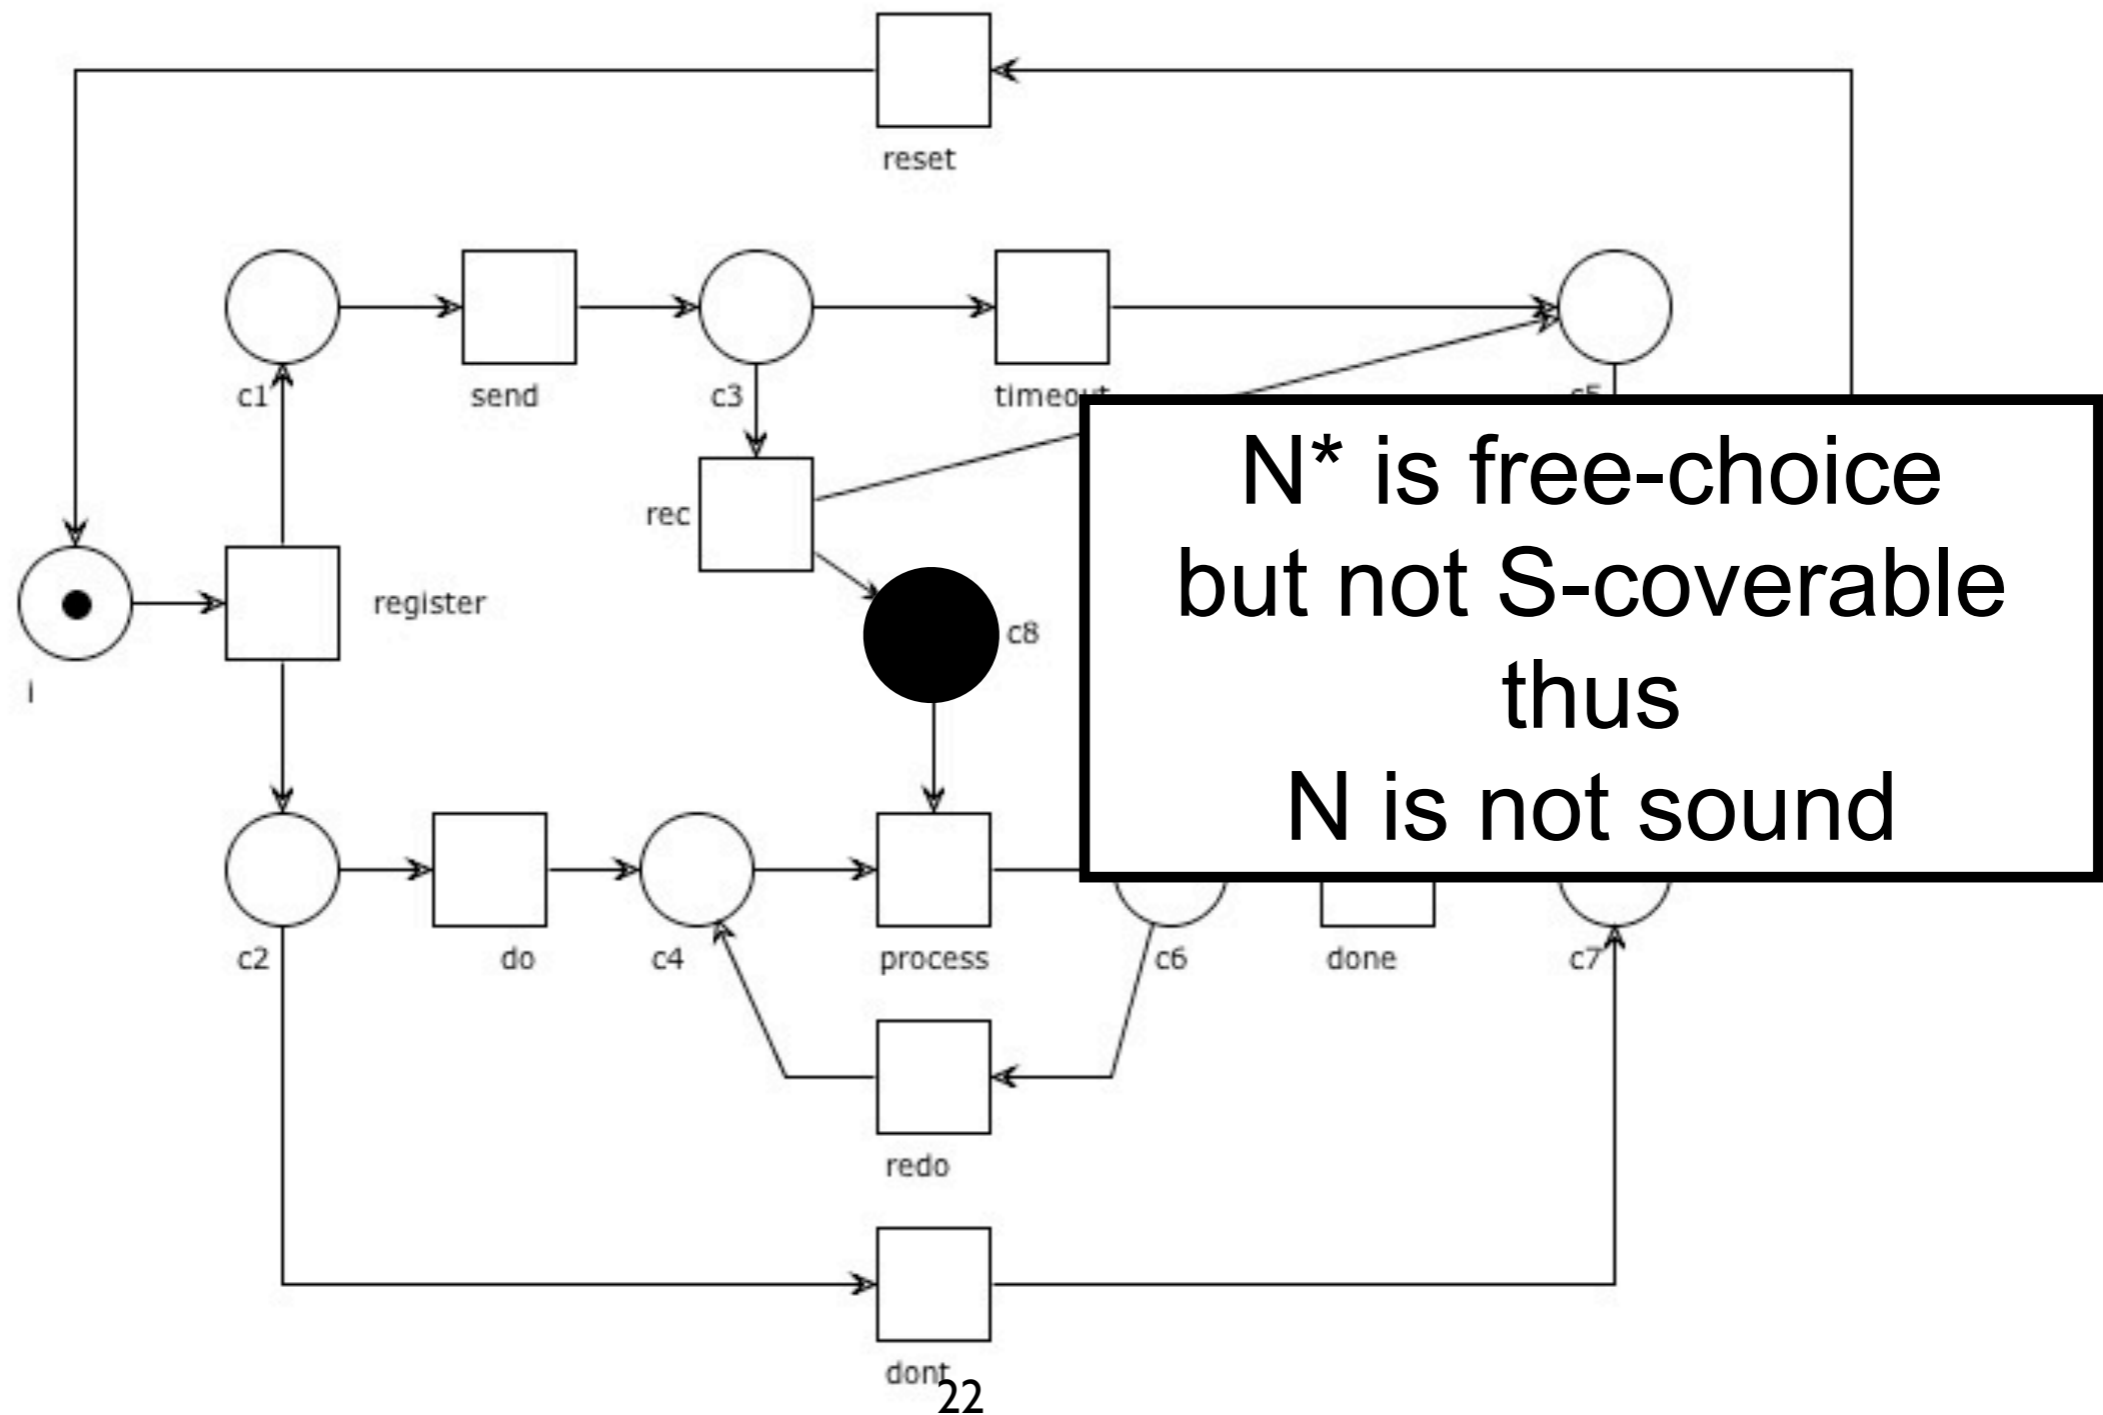 reset
c1
send
c3
timeout
c5
N* is free-choice
but not S-coverable
thus
N is not sound
rec
register
c8
i
c2
do
c4
process
c6
done
c7
redo
dont
22